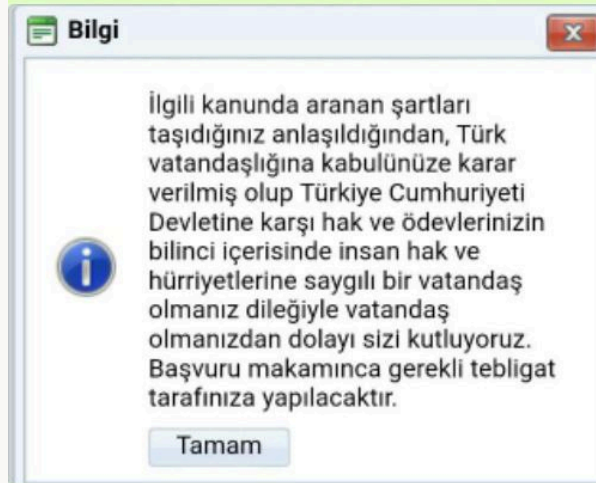 Bilgi
İlgili kanunda aranan şartları
taşıdığınız anlaşıldığından, Türk
vatandaşlığına kabulünüze karar
verilmiş olup Türkiye Cumhuriyeti
Devletine karşı hak ve ödevlerinizin
bilinci içerisinde insan hak ve
hürriyetlerine saygılı bir vatandaş
olmanız dileğiyle vatandaş
olmanızdan dolayı sizi kutluyoruz.
Başvuru makamınca gerekli tebligat
tarafınıza yapılacaktır.
Tamam